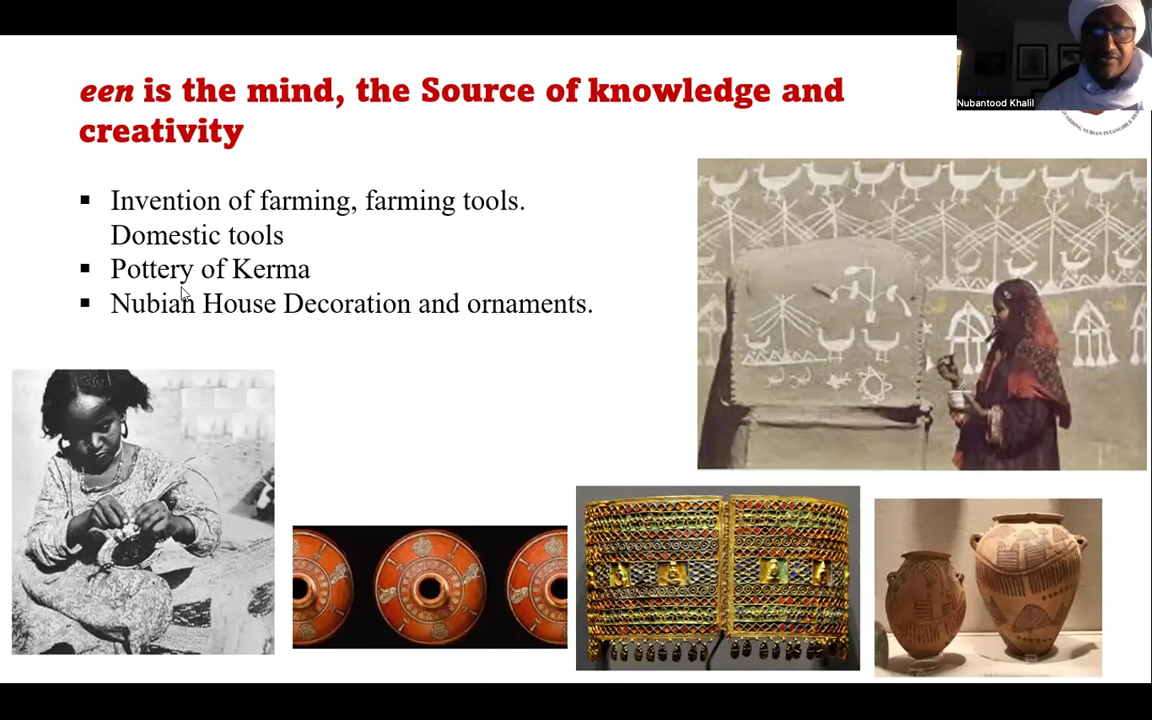 een is the mind, the Source of knowledge and
creativity
▪ Invention of farming, farming tools.
Domestic tools
▪ Pottery of Kerma
▪ Nubian House Decoration and ornaments.
Nubantood Khalil